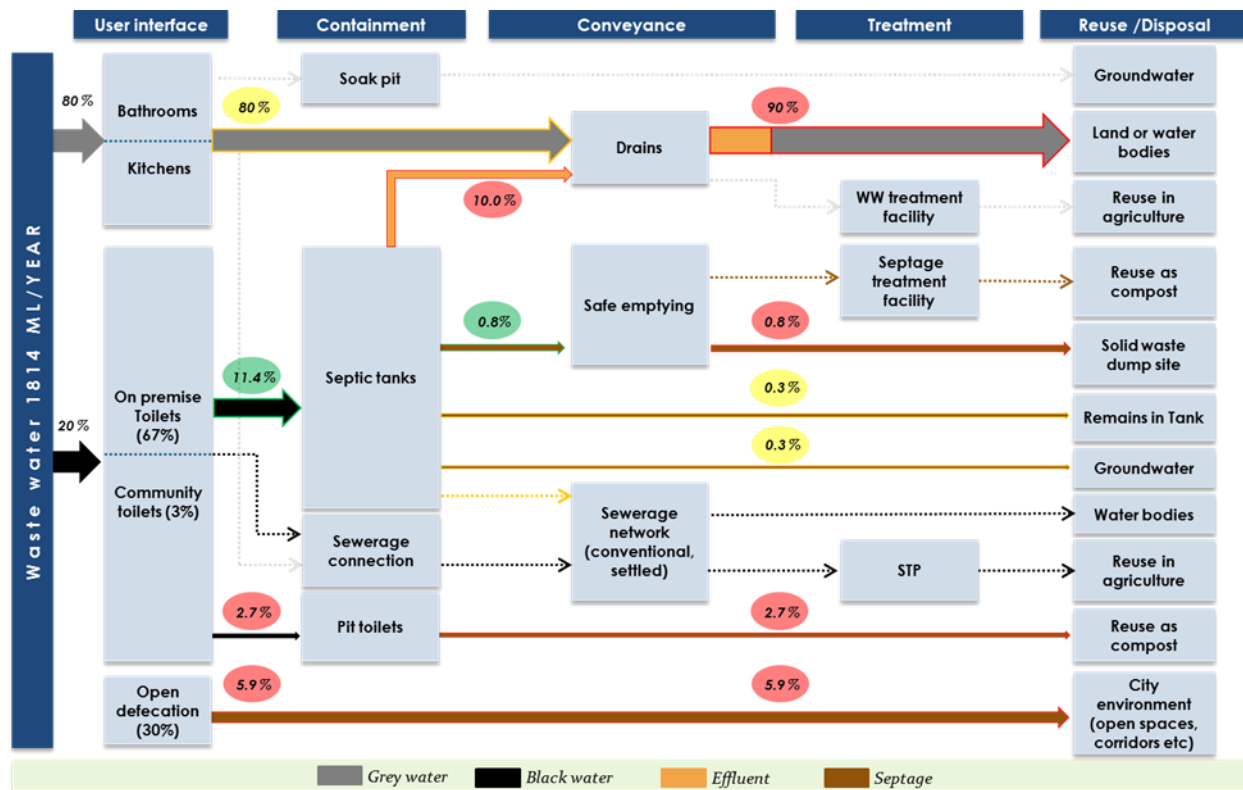 User interface
Containment
Conveyance
Treatment
Reuse /Disposal
Waste water 1814 ML/YEAR
80%
20%
Bathrooms
Kitchens
80%
Soak pit
Drains
90%
10.0%
Groundwater
Land or water
bodies
WW treatment
facility
Reuse in
agriculture
On premise
Toilets
(67%)
Community
toilets (3%)
11.4%
Septic tanks
0.8%
Safe emptying
Septage
treatment
facility
Reuse as
compost
0.8%
Solid waste
dump site
0.3%
Remains in Tank
0.3%
Groundwater
Sewerage
connection
Sewerage
network
(conventional,
settled)
Water bodies
STP
Reuse in
agriculture
2.7%
Pit toilets
2.7%
Reuse as
compost
Open
defecation
(30%)
5.9%
5.9%
City
environment
(open spaces,
corridors etc)
Grey water
Black water
Effluent
Septage